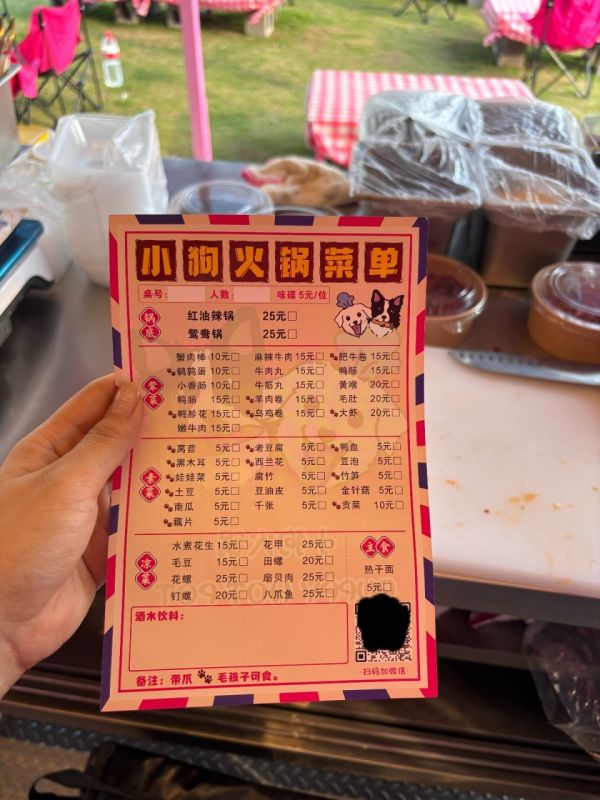 小狗火锅菜单
桌号: 人数: 味碟 5元/位
锅底
红油辣锅 25元□
鸳鸯锅 25元□
荤菜
蟹肉棒 10元□ 麻辣牛肉 15元□ 肥牛卷 15元□
鹌鹑蛋 10元□ 牛肉丸 15元□ 鸭肠 15元□
小香肠 10元□ 牛筋丸 15元□ 黄喉 20元□
鸭肠 15元□ 羊肉卷 15元□ 毛肚 20元□
鸭胗花 15元□ 乌鸡卷 15元□ 大虾 20元□
嫩牛肉 15元□
素菜
莴苣 5元□ 老豆腐 5元□ 鸭血 5元□
黑木耳 5元□ 西兰花 5元□ 豆泡 5元□
娃娃菜 5元□ 腐竹 5元□ 竹笋 5元□
土豆 5元□ 豆油皮 5元□ 金针菇 5元□
南瓜 5元□ 千张 5元□ 贡菜 10元□
藕片 5元□
凉菜
水煮花生 15元□ 花甲 25元□
毛豆 15元□ 田螺 20元□
花螺 25元□ 扇贝肉 25元□
钉螺 20元□ 八爪鱼 25元□
主食
热干面
5元□
酒水饮料:
备注: 带爪 毛孩子可食。
·扫码加微信·